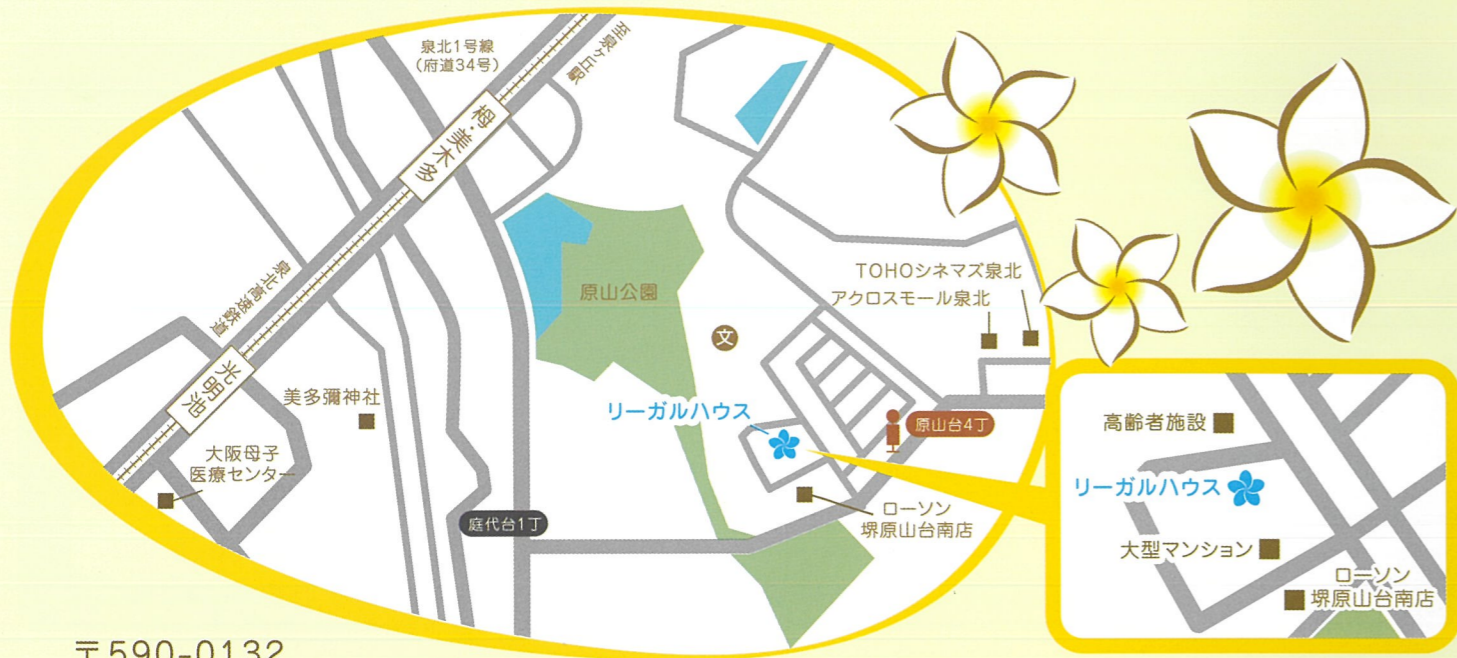 泉北1号線
(府道34号)
至泉ヶ丘駅
栂・美木多
泉北高速鉄道
光明池
美多彌神社
大阪母子
医療センター
庭代台1丁
原山公園
文
TOHOシネマズ泉北
アクロスモール泉北
リーガルハウス
原山台4丁
ローソン
堺原山台南店
高齢者施設
リーガルハウス
大型マンション
ローソン
堺原山台南店
〒590-0132